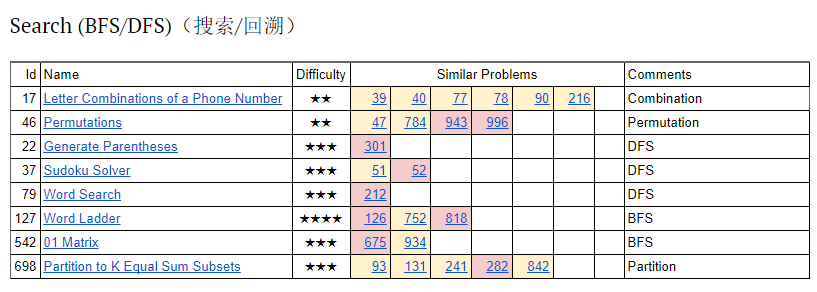 Search (BFS/DFS)（搜索/回溯）
Id Name Difficulty Similar Problems Comments
17 Letter Combinations of a Phone Number ★★ 39 40 77 78 90 216 Combination
46 Permutations ★★ 47 784 943 996 Permutation
22 Generate Parentheses ★★★ 301 DFS
37 Sudoku Solver ★★★ 51 52 DFS
79 Word Search ★★★ 212 DFS
127 Word Ladder ★★★★ 126 752 818 BFS
542 01 Matrix ★★★ 675 934 BFS
698 Partition to K Equal Sum Subsets ★★★ 93 131 241 282 842 Partition